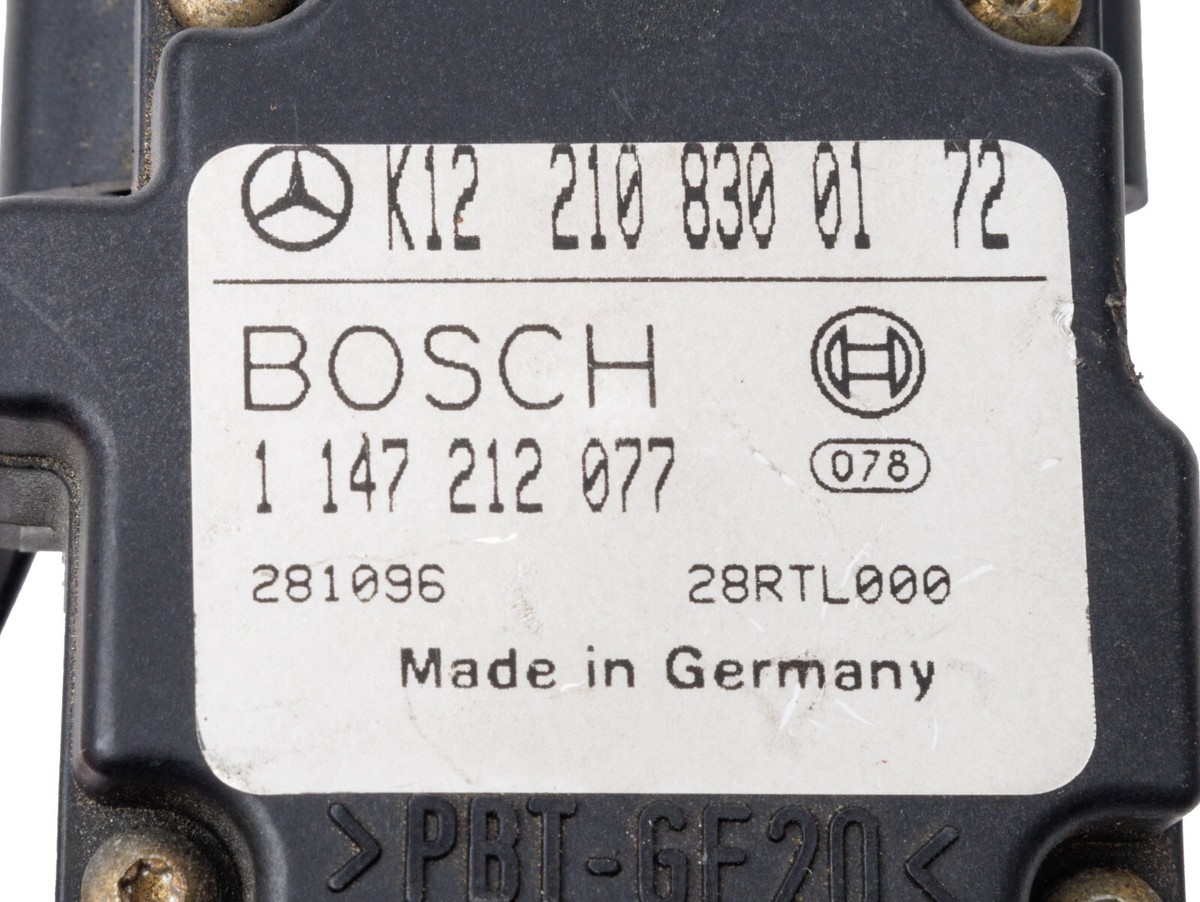 K12 210 830 01 72
BOSCH
1 147 212 077
078
281096 28RTL000
Made in Germany
>PBT-GF20<